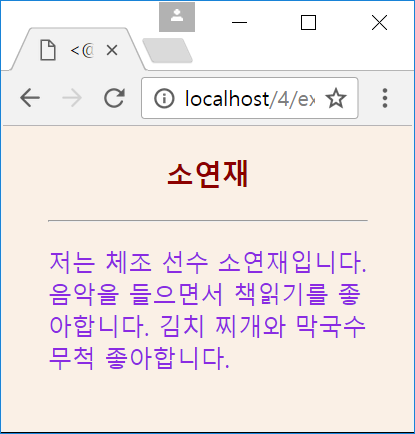 <@
localhost/4/ex
소연재
저는 체조 선수 소연재입니다.
음악을 들으면서 책읽기를 좋
아합니다. 김치 찌개와 막국수
무척 좋아합니다.